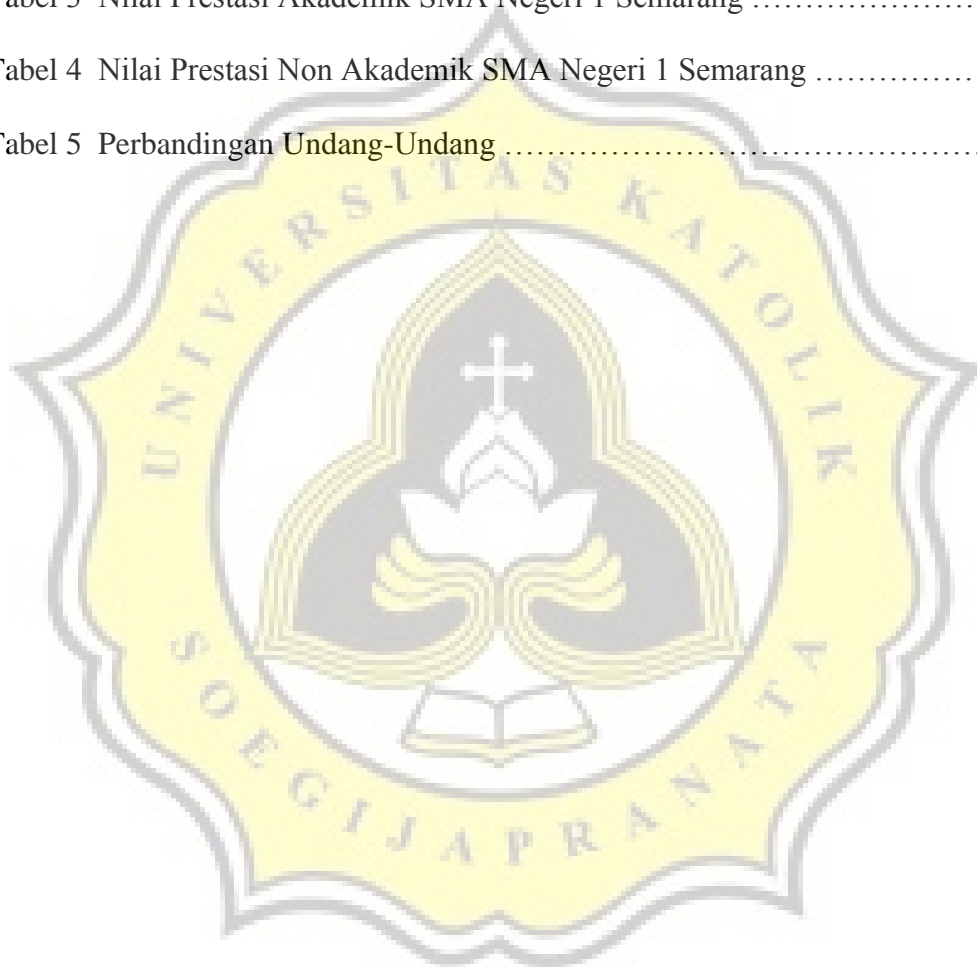 Tabel 3 Nilai Prestasi Akademik SMA Negeri 1 Semarang ……………………
Tabel 4 Nilai Prestasi Non Akademik SMA Negeri 1 Semarang ………………
Tabel 5 Perbandingan Undang-Undang …………………………………………
UNIVERSITAS KATOLIK
SOEGIJAPRANATA